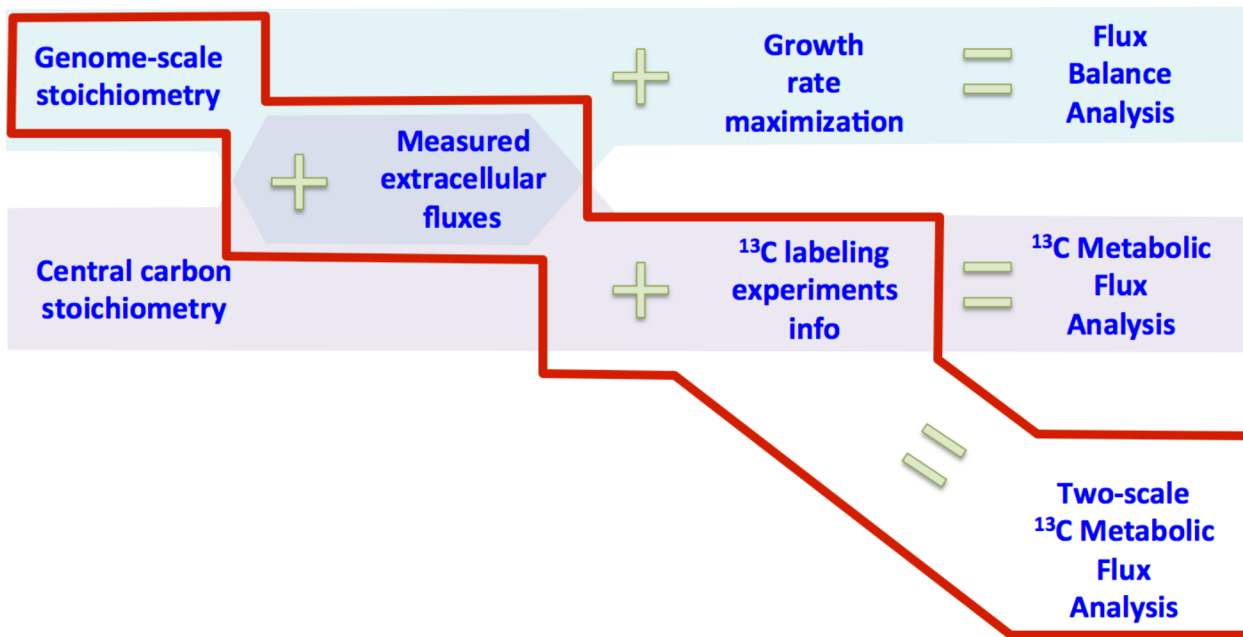 Genome-scale
stoichiometry
+
Measured
extracellular
fluxes
+
Growth
rate
maximization
=
Flux
Balance
Analysis
Central carbon
stoichiometry
+
¹³C labeling
experiments
info
=
¹³C Metabolic
Flux
Analysis
=
Two-scale
¹³C Metabolic
Flux
Analysis